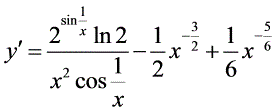 y′ = \frac{2^{\sin\frac{1}{x}} \ln 2}{x^2 \cos\frac{1}{x}} - \frac{1}{2}x^{-\frac{3}{2}} + \frac{1}{6}x^{-\frac{5}{6}}